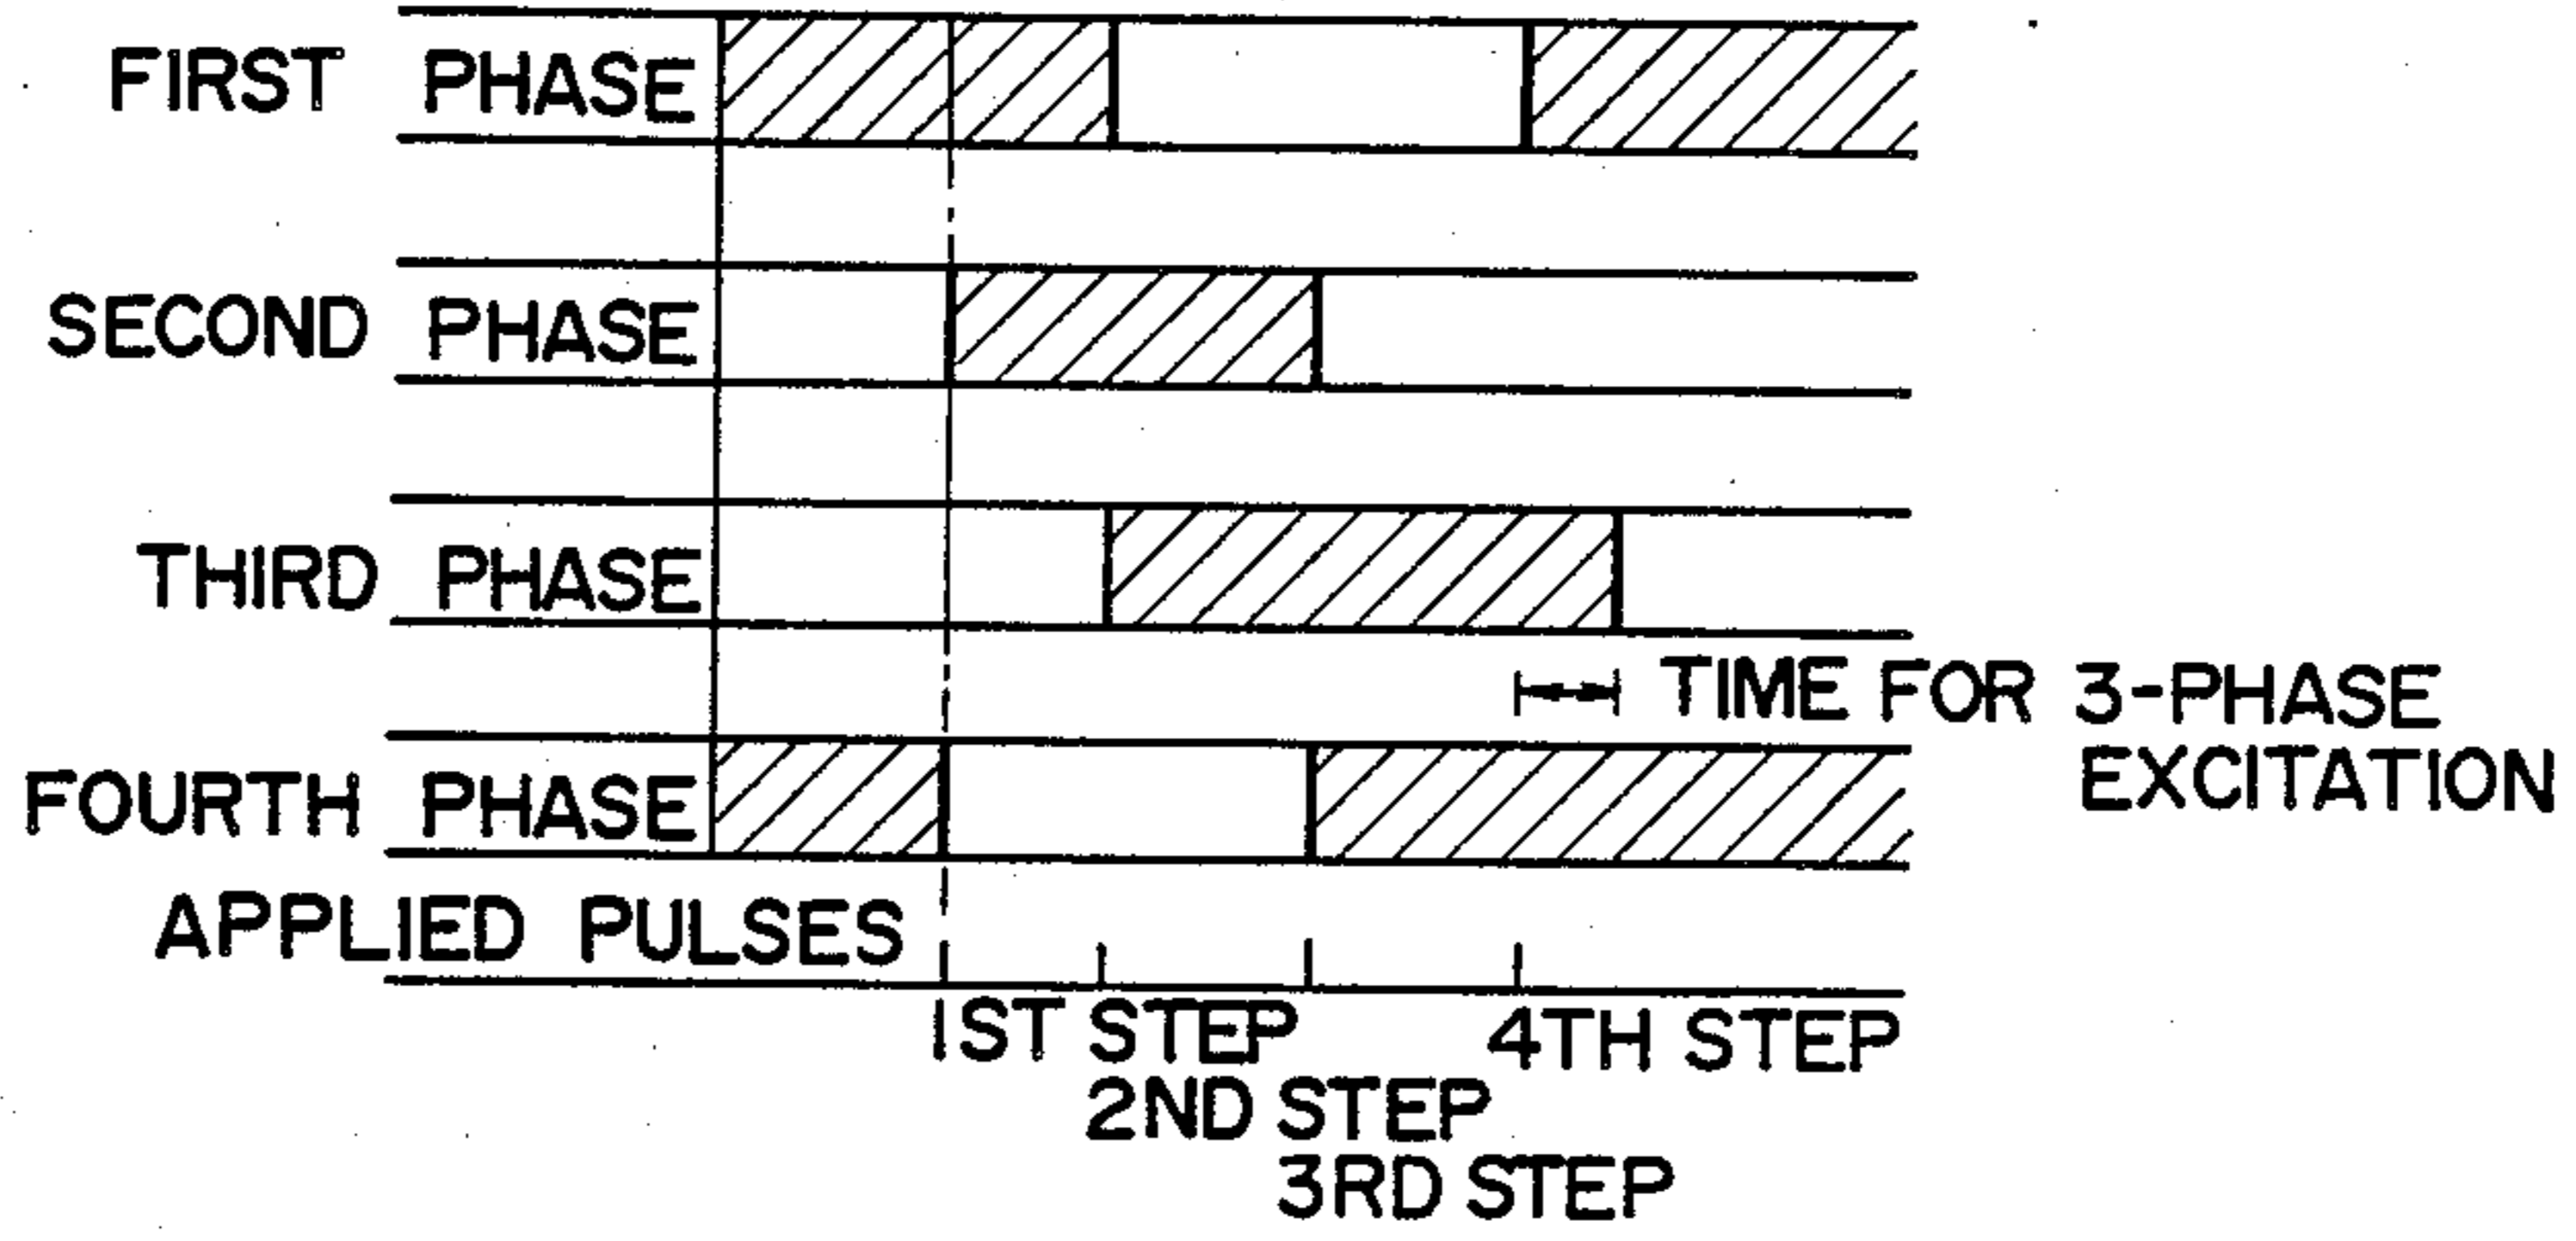 FIRST PHASE
SECOND PHASE
THIRD PHASE
TIME FOR 3-PHASE
EXCITATION
FOURTH PHASE
APPLIED PULSES
1ST STEP
4TH STEP
2ND STEP
3RD STEP